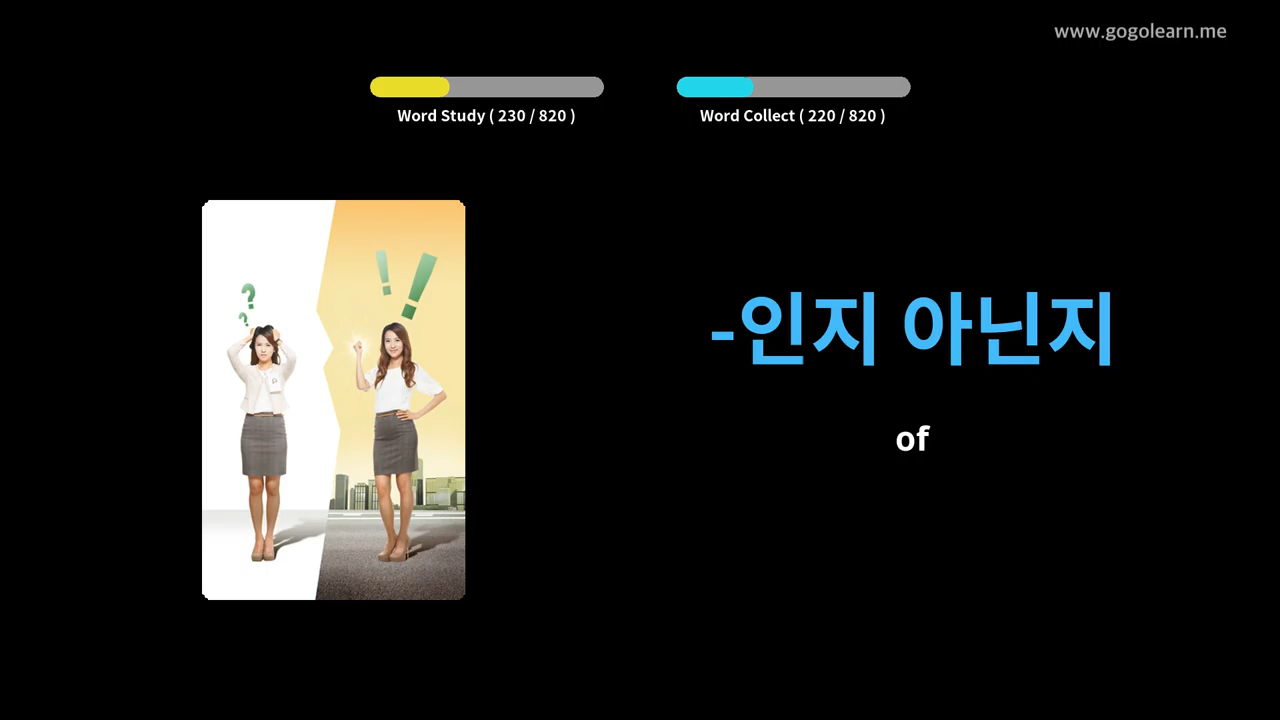 www.gogolearn.me
Word Study ( 230 / 820 )
Word Collect ( 220 / 820 )
? ?
! !
-인지 아닌지
of